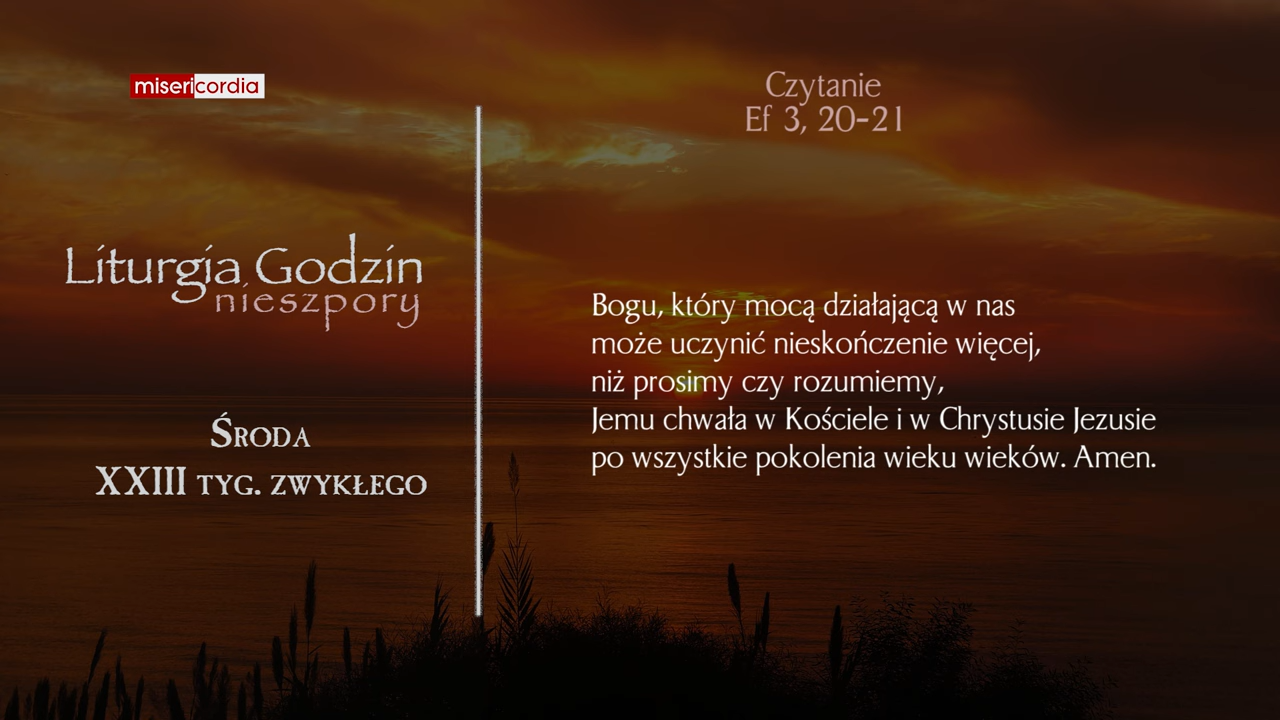 misericordia
Liturgia Godzin
nieszpory
Środa
XXIII tyg. zwykłego
Czytanie
Ef 3, 20-21
Bogu, który mocą działającą w nas
może uczynić nieskończenie więcej,
niż prosimy czy rozumiemy,
Jemu chwała w Kościele i w Chrystusie Jezusie
po wszystkie pokolenia wieku wieków. Amen.